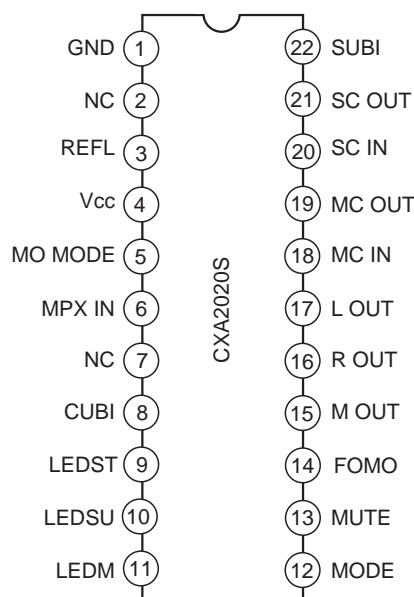 GND 1 22 SUBI
NC 2 21 SC OUT
REFL 3 20 SC IN
Vcc 4 19 MC OUT
MO MODE 5 18 MC IN
MPX IN 6 17 L OUT
NC 7 16 R OUT
CUBI 8 15 M OUT
LEDST 9 14 FOMO
LEDSU 10 13 MUTE
LEDM 11 12 MODE
CXA2020S